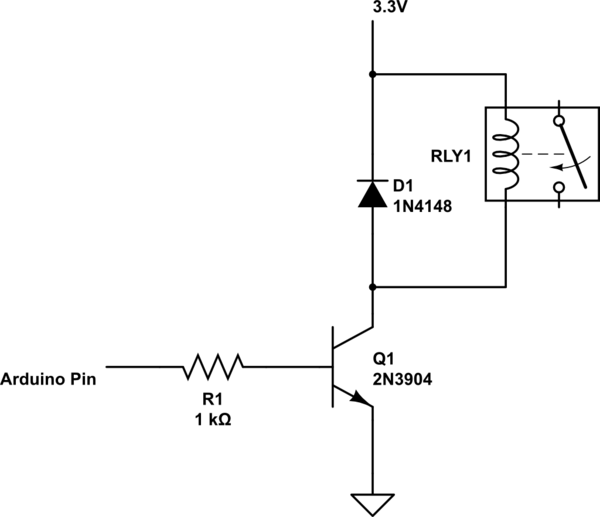 3.3V
RLY1
D1
1N4148
Arduino Pin
R1
1 kΩ
Q1
2N3904